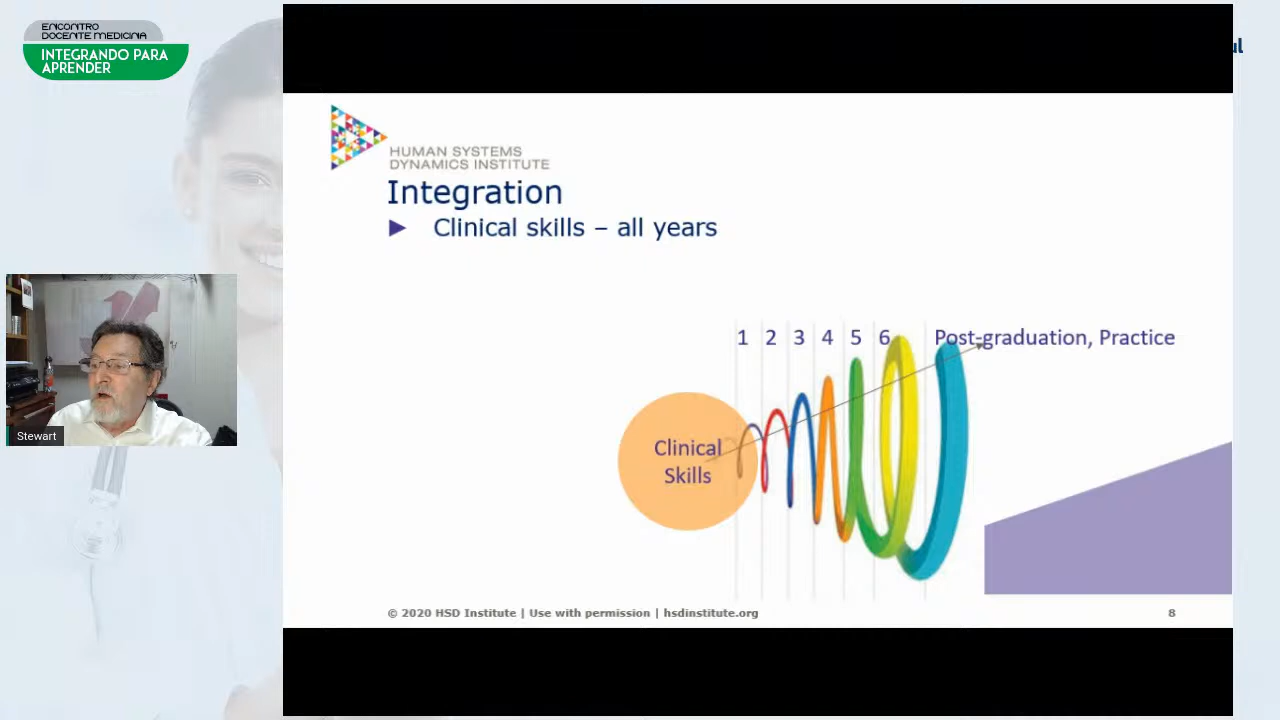 ENCONTRO
DOCENTE MEDICINA
INTEGRANDO PARA
APRENDER
HUMAN SYSTEMS
DYNAMICS INSTITUTE
Integration
► Clinical skills – all years
1 2 3 4 5 6 Post-graduation, Practice
Clinical
Skills
Stewart
© 2020 HSD Institute | Use with permission | hsdinstitute.org
8